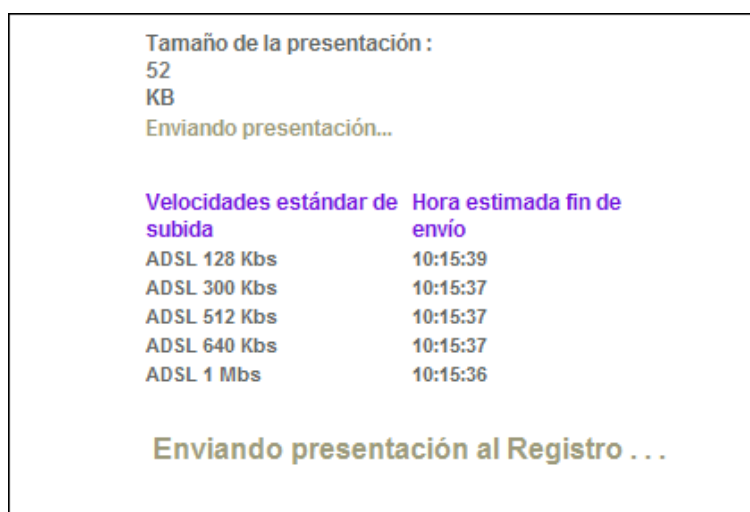 Tamaño de la presentación :
52
KB
Enviando presentación...
Velocidades estándar de subida
Hora estimada fin de envío
ADSL 128 Kbs 10:15:39
ADSL 300 Kbs 10:15:37
ADSL 512 Kbs 10:15:37
ADSL 640 Kbs 10:15:37
ADSL 1 Mbs 10:15:36
Enviando presentación al Registro . . .